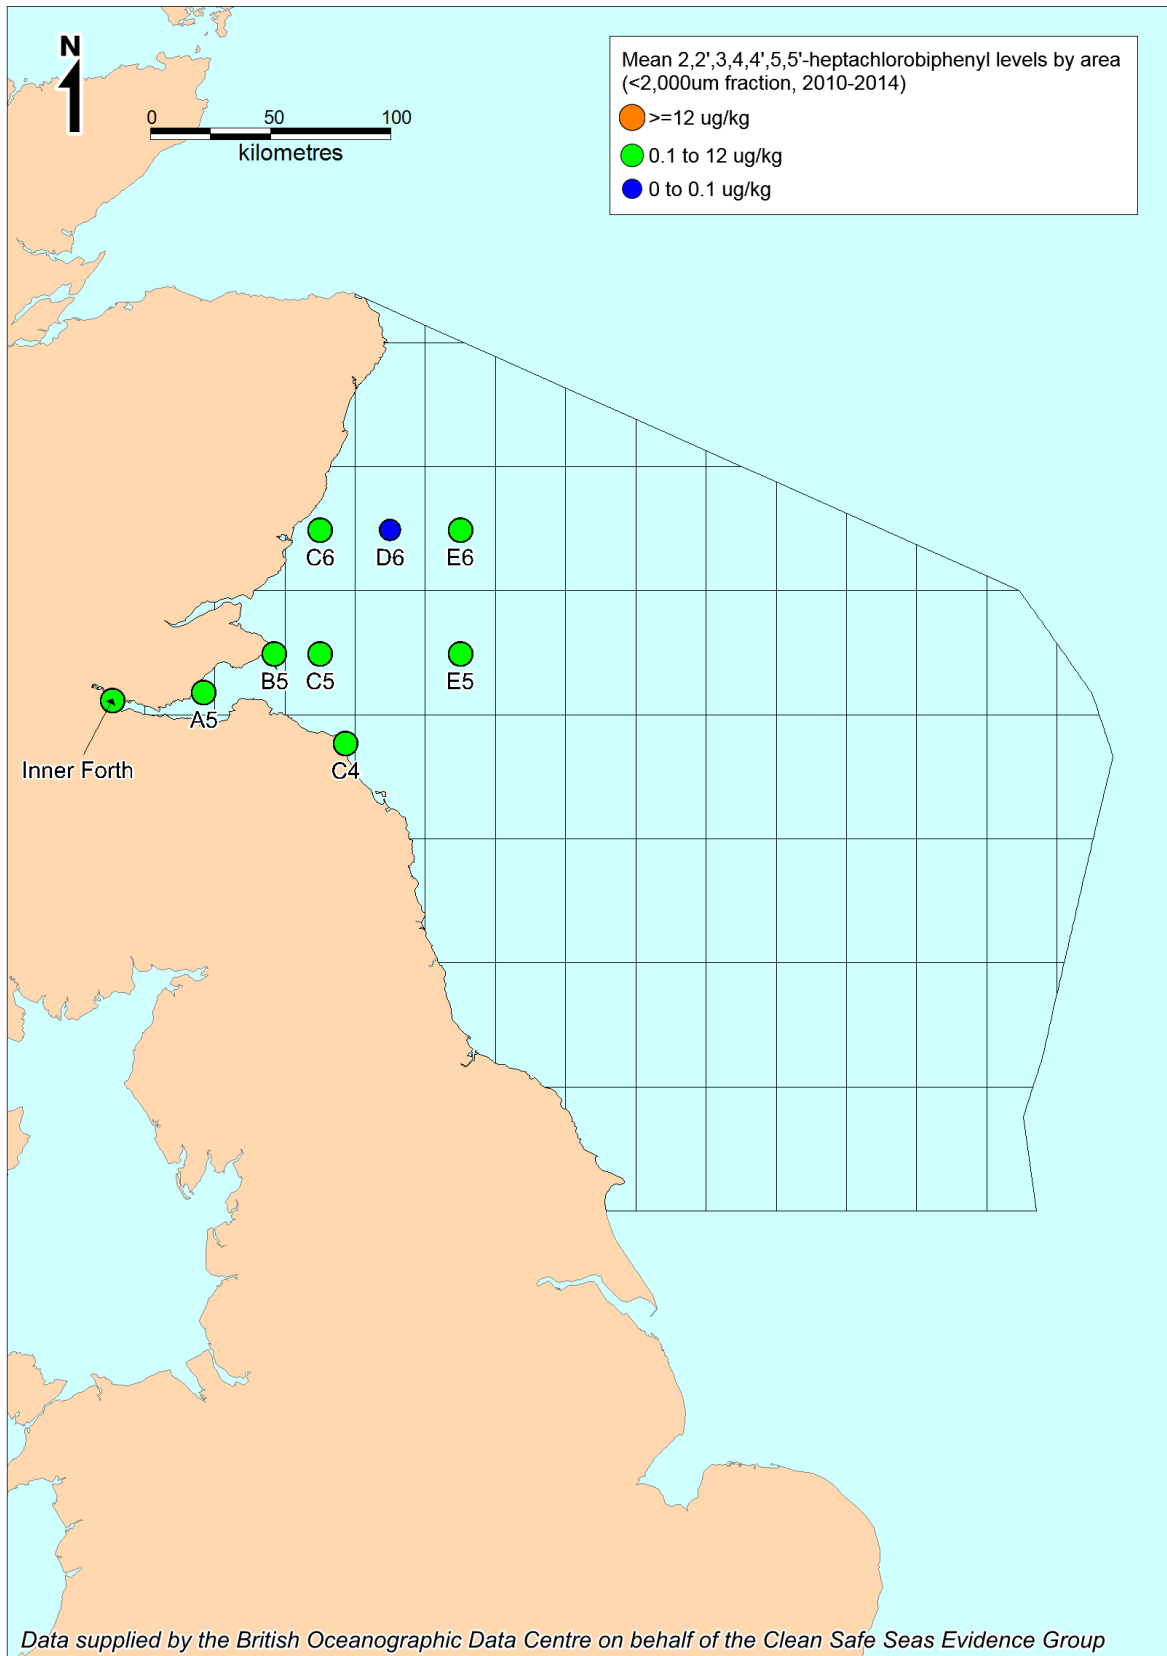 N
0 50 100
kilometres
Mean 2,2',3,4,4',5,5'-heptachlorobiphenyl levels by area
(<2,000um fraction, 2010-2014)
>=12 ug/kg
0.1 to 12 ug/kg
0 to 0.1 ug/kg
C6 D6 E6
B5 C5 E5
A5
Inner Forth
C4
Data supplied by the British Oceanographic Data Centre on behalf of the Clean Safe Seas Evidence Group